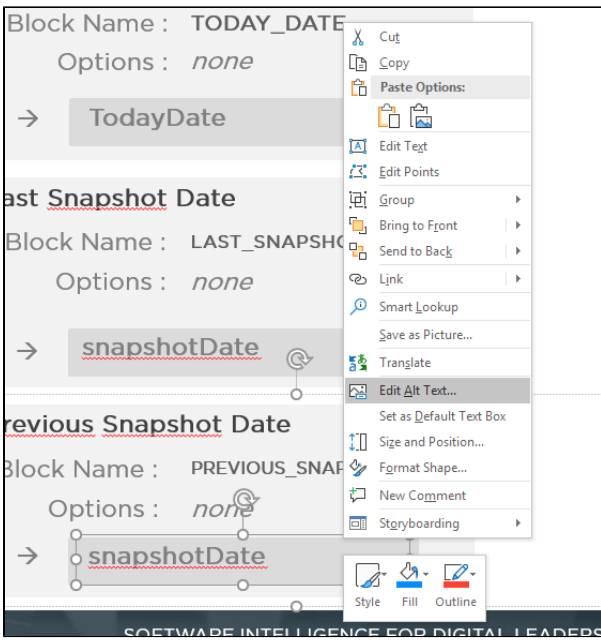 Block Name : TODAY_DATE
Options : none
→ TodayDate
ast Snapshot Date
Block Name : LAST_SNAPSHO
Options : none
→ snapshotDate
revious Snapshot Date
Block Name : PREVIOUS_SNAP
Options : none
→ snapshotDate
SOFTWARE INTELLIGENCE FOR DIGITAL LEADERS
Cut
Copy
Paste Options:
Edit Text
Edit Points
Group
Bring to Front
Send to Back
Link
Smart Lookup
Save as Picture...
Translate
Edit Alt Text...
Set as Default Text Box
Size and Position...
Format Shape...
New Comment
Storyboarding
Style Fill Outline